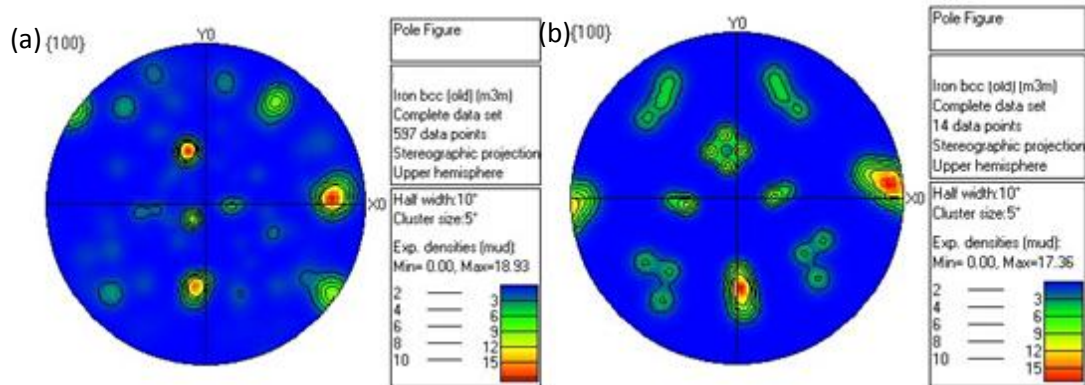 (a) {100}
Y0
X0
Pole Figure
Iron bcc (old) (m3m)
Complete data set
597 data points
Stereographic projection
Upper hemisphere
Half width:10°
Cluster size:5°
Exp. densities (mud):
Min= 0.00, Max=18.93
2
4
6
8
10
3
6
9
12
15
(b) {100}
Y0
X0
Pole Figure
Iron bcc (old) (m3m)
Complete data set
14 data points
Stereographic projection
Upper hemisphere
Half width:10°
Cluster size:5°
Exp. densities (mud):
Min= 0.00, Max=17.36
2
4
6
8
10
3
6
9
12
15